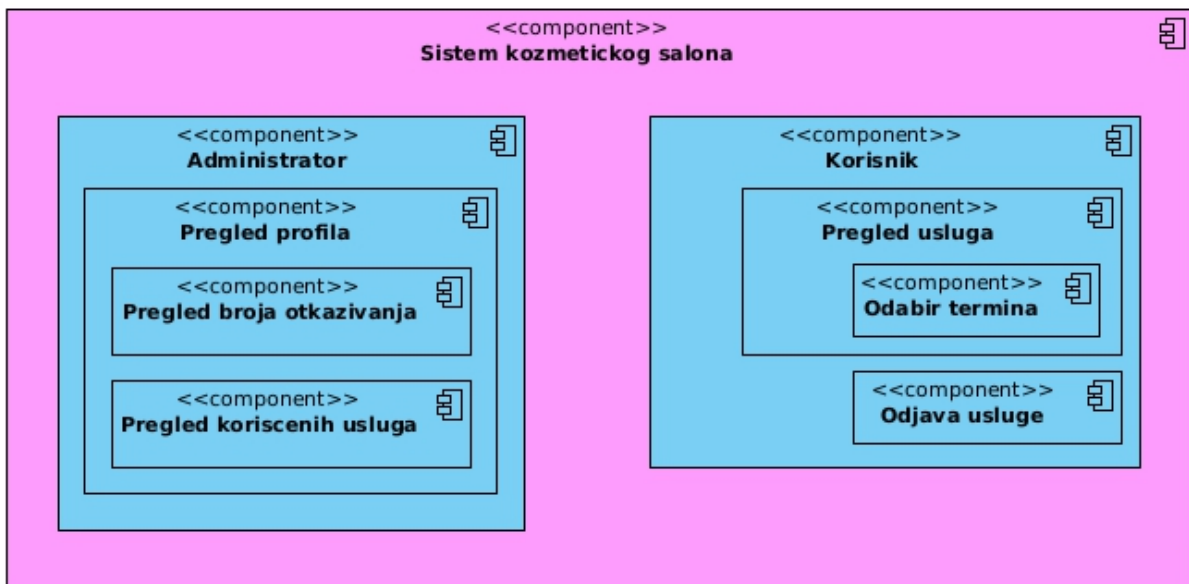 <<component>>
Sistem kozmetickog salona
<<component>>
Administrator
<<component>>
Pregled profila
<<component>>
Pregled broja otkazivanja
<<component>>
Pregled koriscenih usluga
<<component>>
Korisnik
<<component>>
Pregled usluga
<<component>>
Odabir termina
<<component>>
Odjava usluge